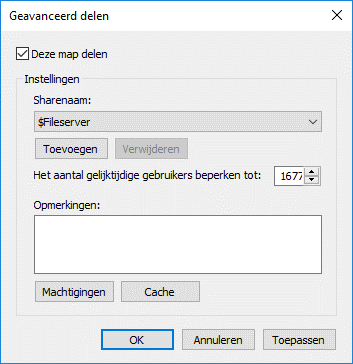 Geavanceerd delen
Deze map delen
Instellingen
Sharenaam:
$Fileserver
Toevoegen Verwijderen
Het aantal gelijktijdige gebruikers beperken tot: 1677
Opmerkingen:
Machtigingen Cache
OK Annuleren Toepassen